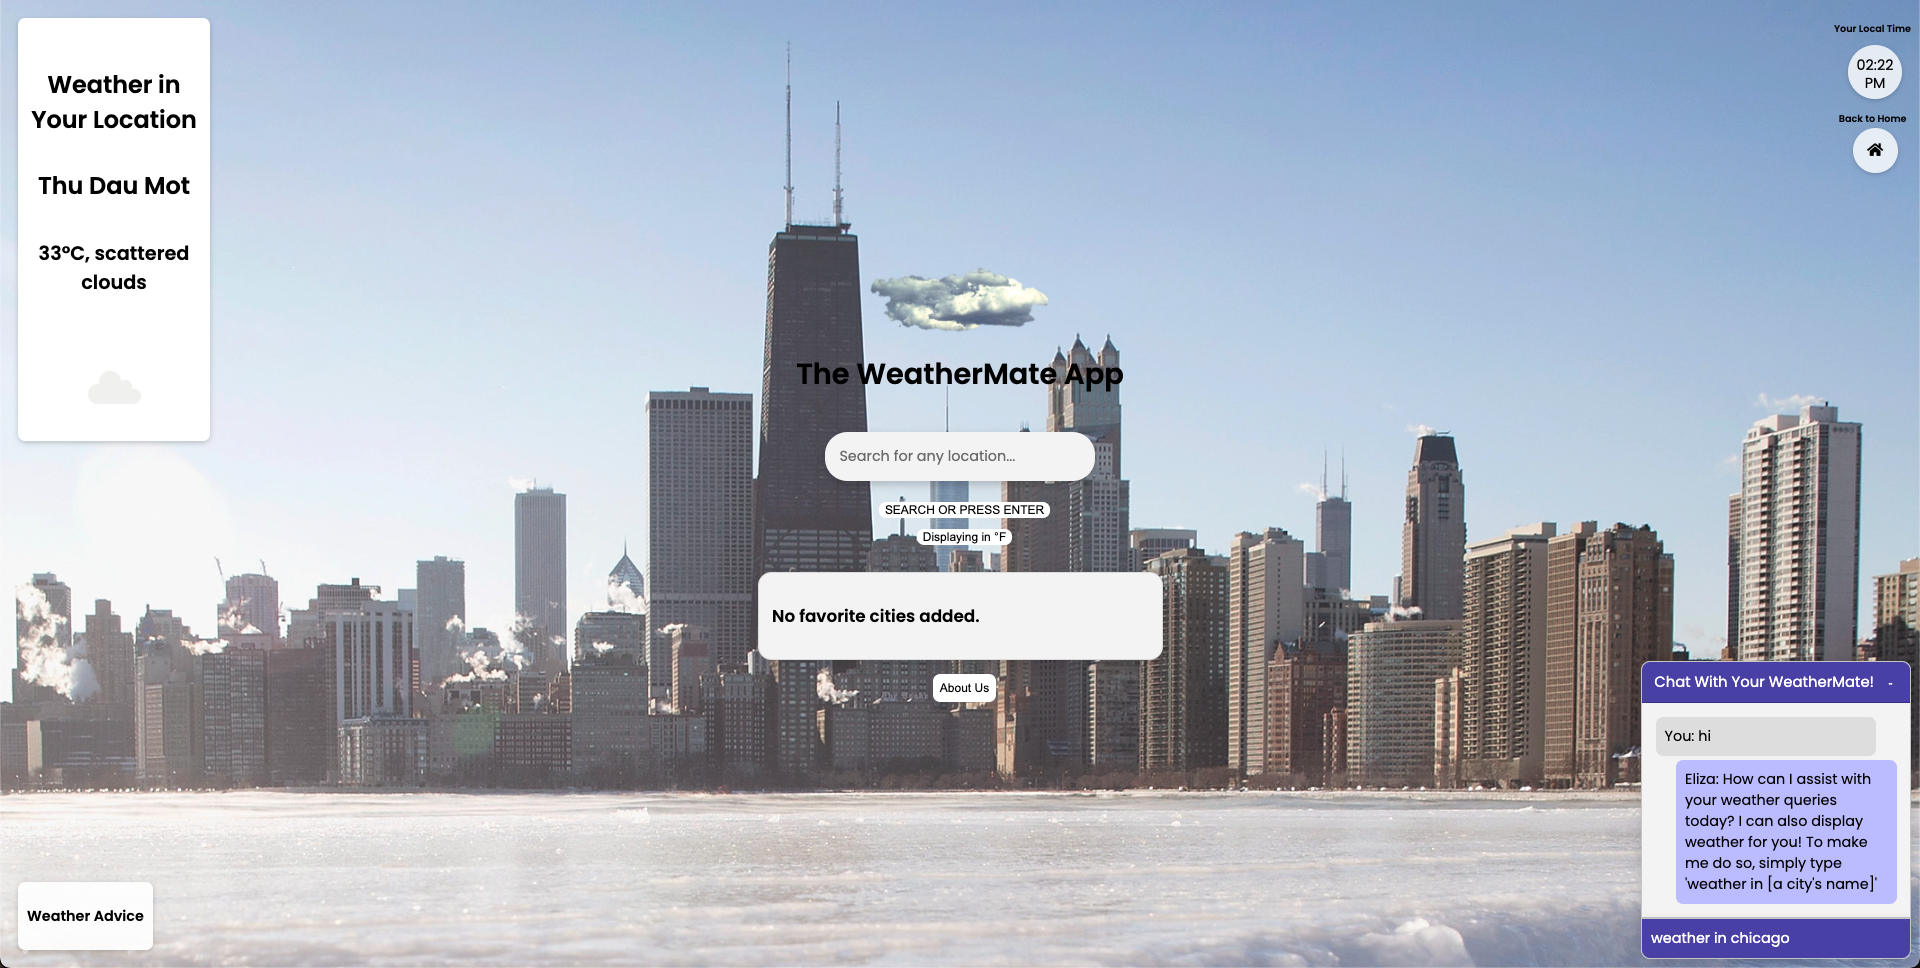 Weather in
Your Location
Thu Dau Mot
33°C, scattered
clouds
Your Local Time
02:22
PM
Back to Home
The WeatherMate App
Search for any location...
SEARCH OR PRESS ENTER
Displaying in °F
No favorite cities added.
About Us
Weather Advice
Chat With Your WeatherMate! -
You: hi
Eliza: How can I assist with
your weather queries
today? I can also display
weather for you! To make
me do so, simply type
'weather in [a city's name]'
weather in chicago